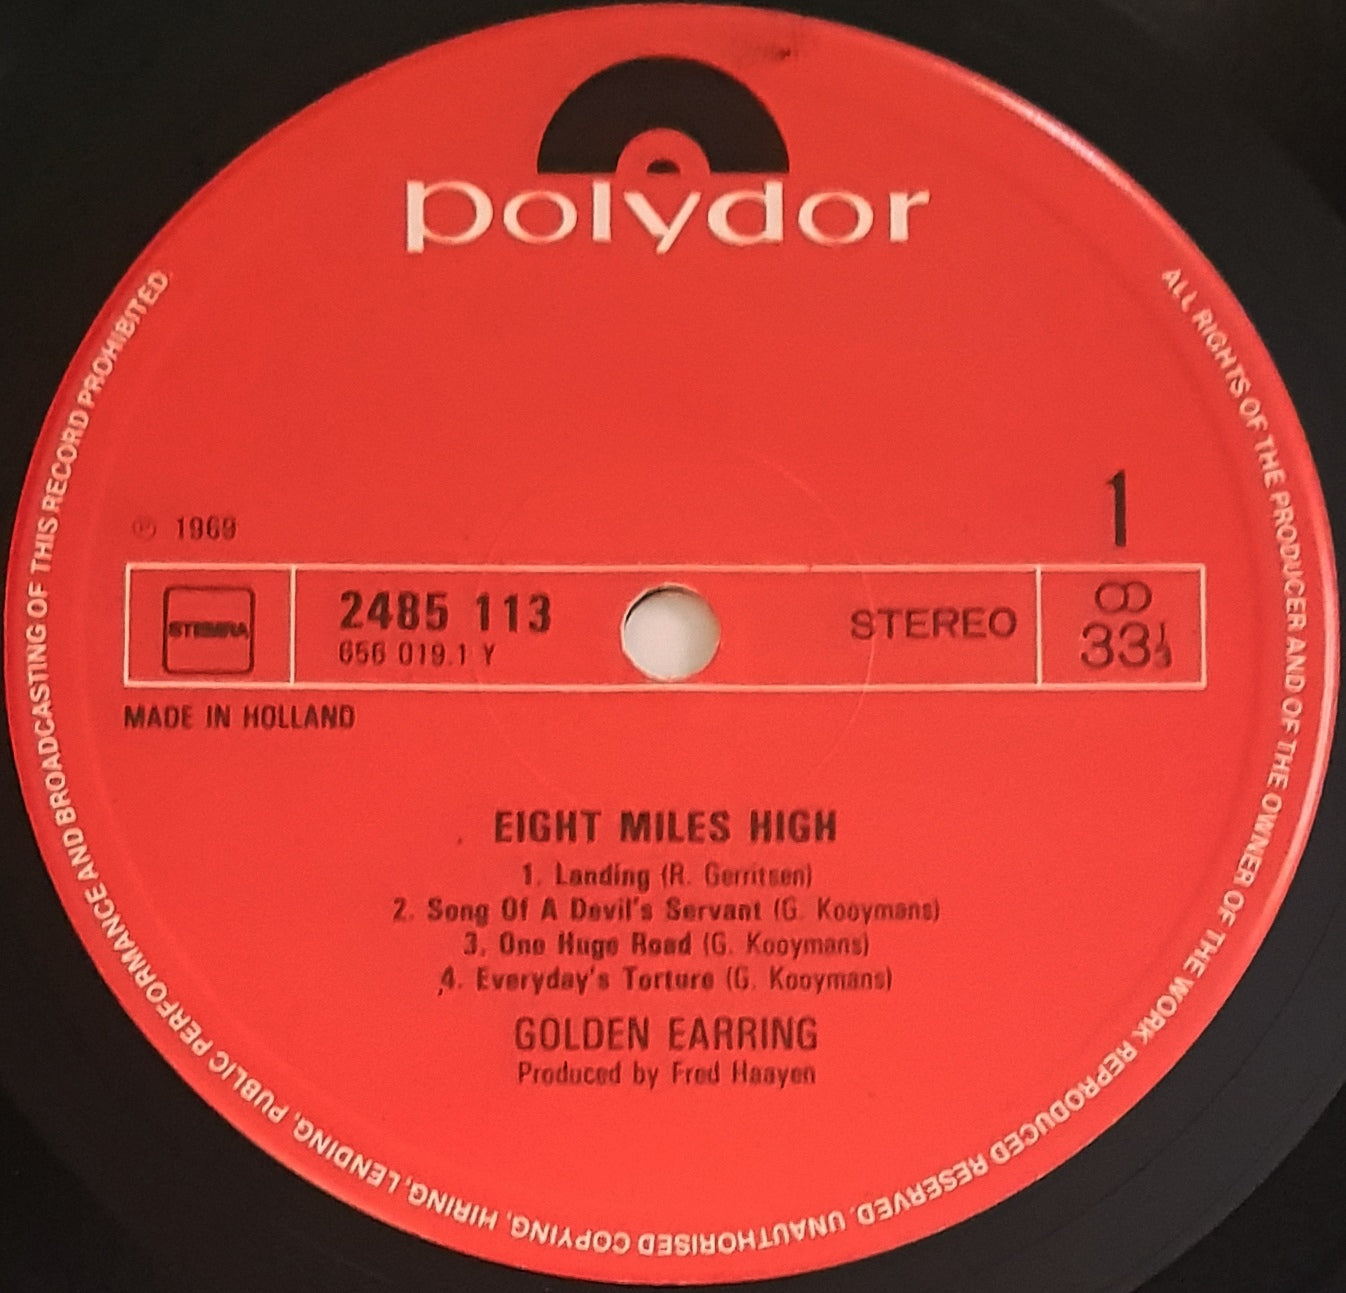 polydor
℗ 1969
1
STEMRA
2485 113
656 019.1 Y
STEREO
33⅓
MADE IN HOLLAND
EIGHT MILES HIGH
1. Landing (R. Gerritsen)
2. Song Of A Devil's Servant (G. Kooymans)
3. One Huge Road (G. Kooymans)
4. Everyday's Torture (G. Kooymans)
GOLDEN EARRING
Produced by Fred Haayen
ALL RIGHTS OF THE PRODUCER AND OF THE OWNER OF THE WORK REPRODUCED RESERVED. UNAUTHORISED COPYING, HIRING, LENDING, PUBLIC PERFORMANCE AND BROADCASTING OF THIS RECORD PROHIBITED